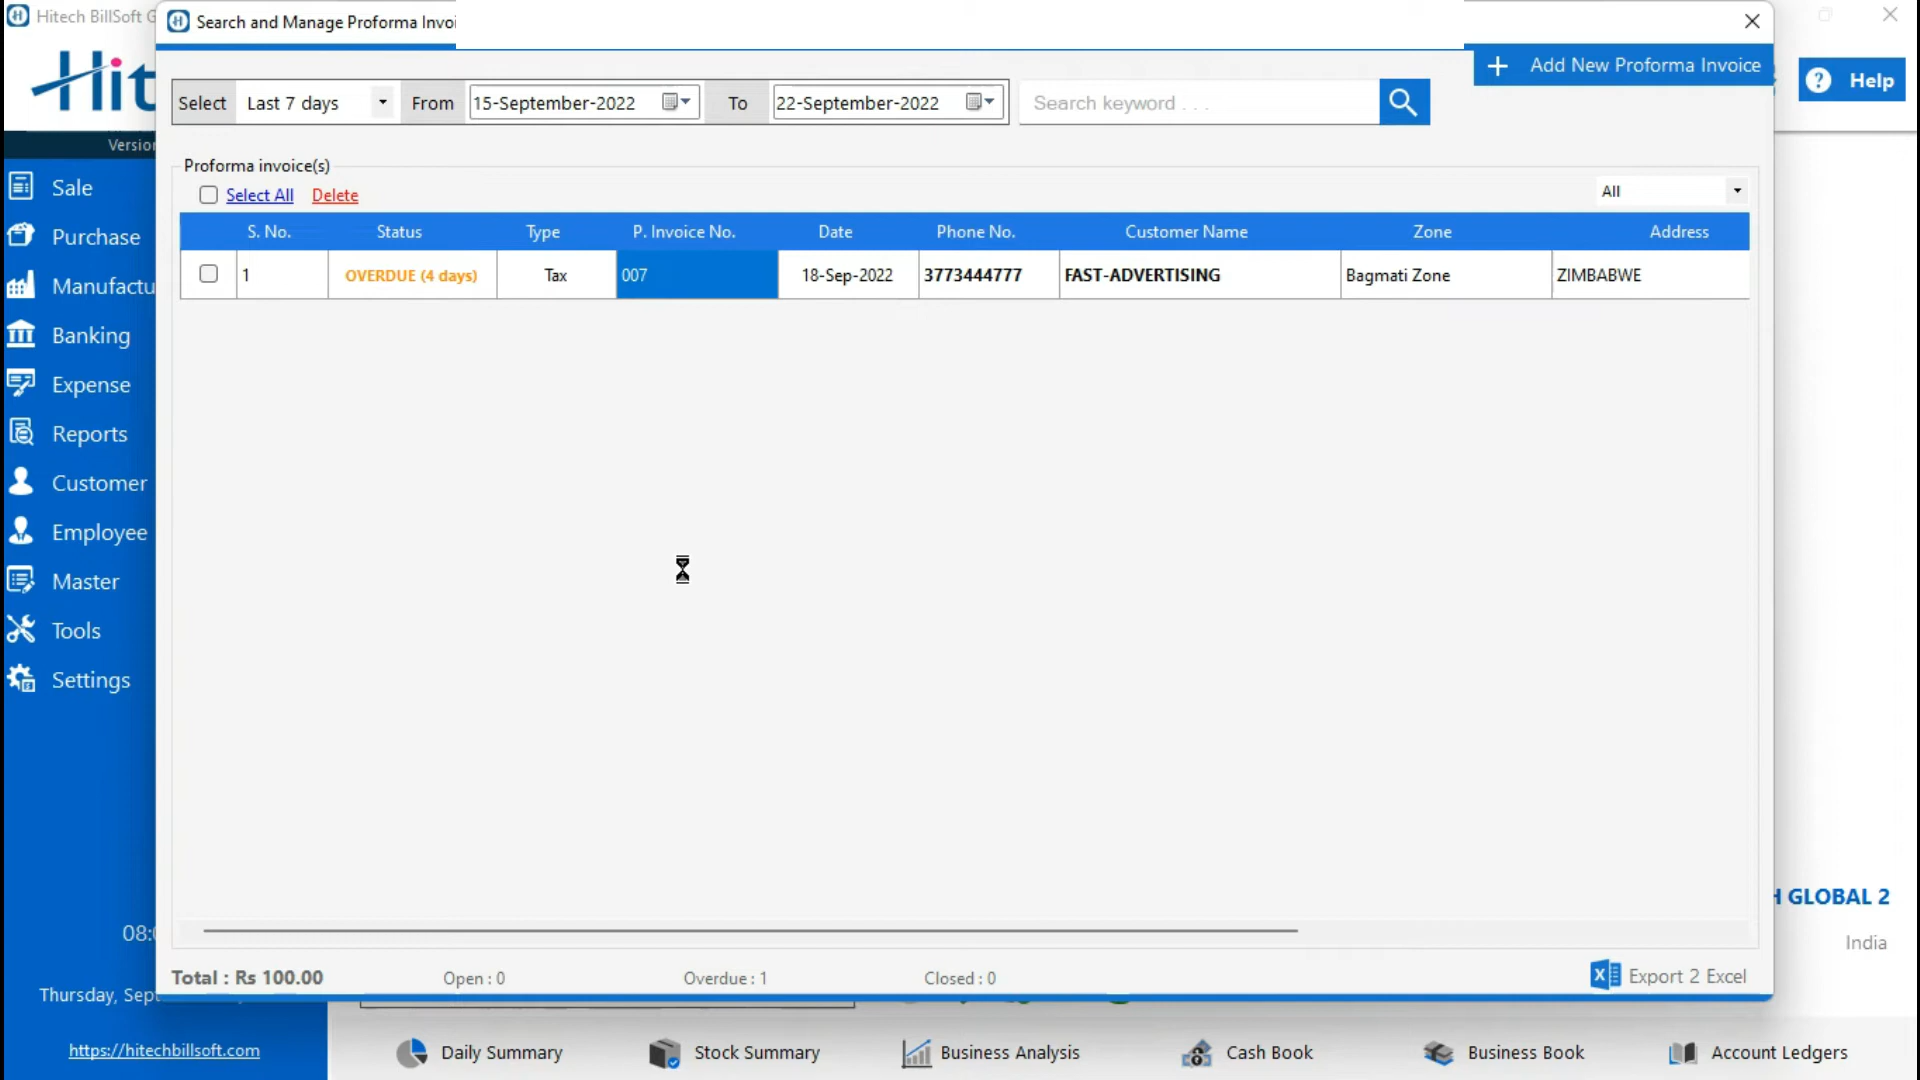 Hitech BillSoft G
Search and Manage Proforma Invoi
Hit
Add New Proforma Invoice
? Help
Select Last 7 days From 15-September-2022 To 22-September-2022 Search keyword . . .
Version
Proforma invoice(s)
Select All Delete All
S. No. Status Type P. Invoice No. Date Phone No. Customer Name Zone Address
1 OVERDUE (4 days) Tax 007 18-Sep-2022 3773444777 FAST-ADVERTISING Bagmati Zone ZIMBABWE
Sale
Purchase
Manufactu
Banking
Expense
Reports
Customer
Employee
Master
Tools
Settings
GLOBAL 2
08:0
India
Total : Rs 100.00 Open : 0 Overdue : 1 Closed : 0 Export 2 Excel
Thursday, Sept
https://hitechbillsoft.com
Daily Summary Stock Summary Business Analysis Cash Book Business Book Account Ledgers